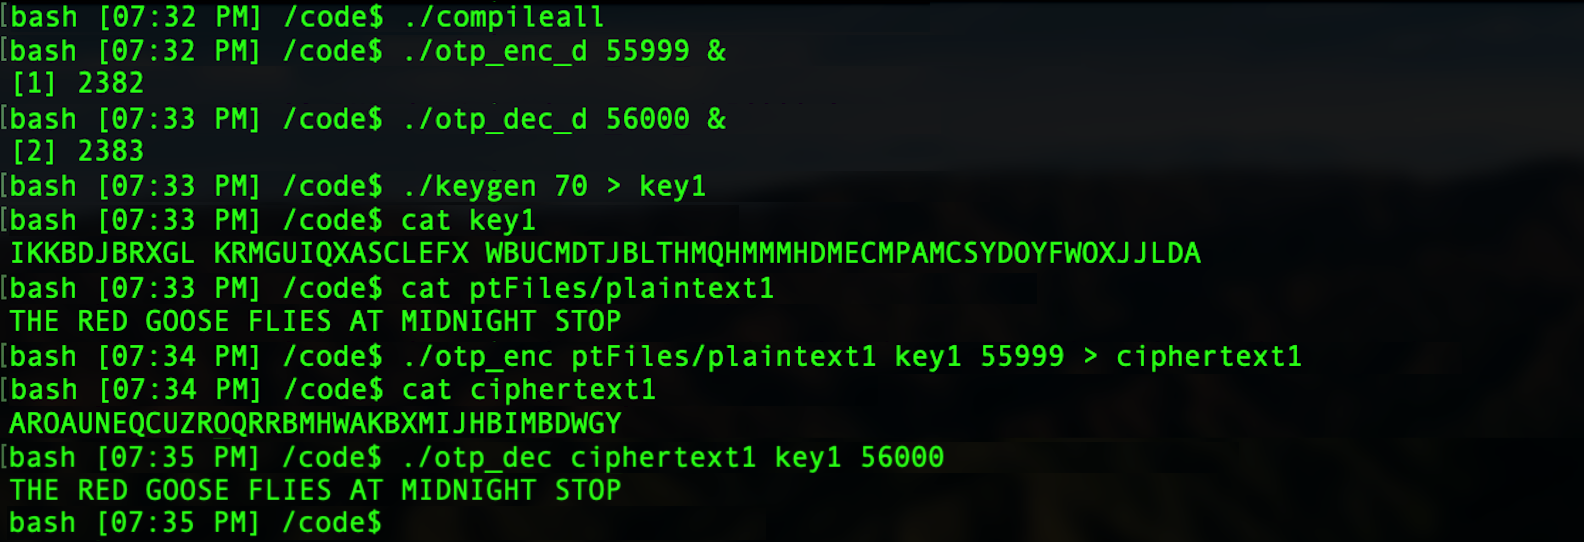 [bash [07:32 PM] /code$ ./compileall
[bash [07:32 PM] /code$ ./otp_enc_d 55999 &
[1] 2382
[bash [07:33 PM] /code$ ./otp_dec_d 56000 &
[2] 2383
[bash [07:33 PM] /code$ ./keygen 70 > key1
[bash [07:33 PM] /code$ cat key1
IKKBDJBRXGL KRMGUIQXASCLEFX WBUCMDTJBLTHMQHMMMHDMECMPAMCSYDOYFWOXJJLDA
[bash [07:33 PM] /code$ cat ptFiles/plaintext1
THE RED GOOSE FLIES AT MIDNIGHT STOP
[bash [07:34 PM] /code$ ./otp_enc ptFiles/plaintext1 key1 55999 > ciphertext1
[bash [07:34 PM] /code$ cat ciphertext1
AROAUNEQCUZROQRRBMHWAKBXMIJHBIMBDWGY
[bash [07:35 PM] /code$ ./otp_dec ciphertext1 key1 56000
THE RED GOOSE FLIES AT MIDNIGHT STOP
bash [07:35 PM] /code$